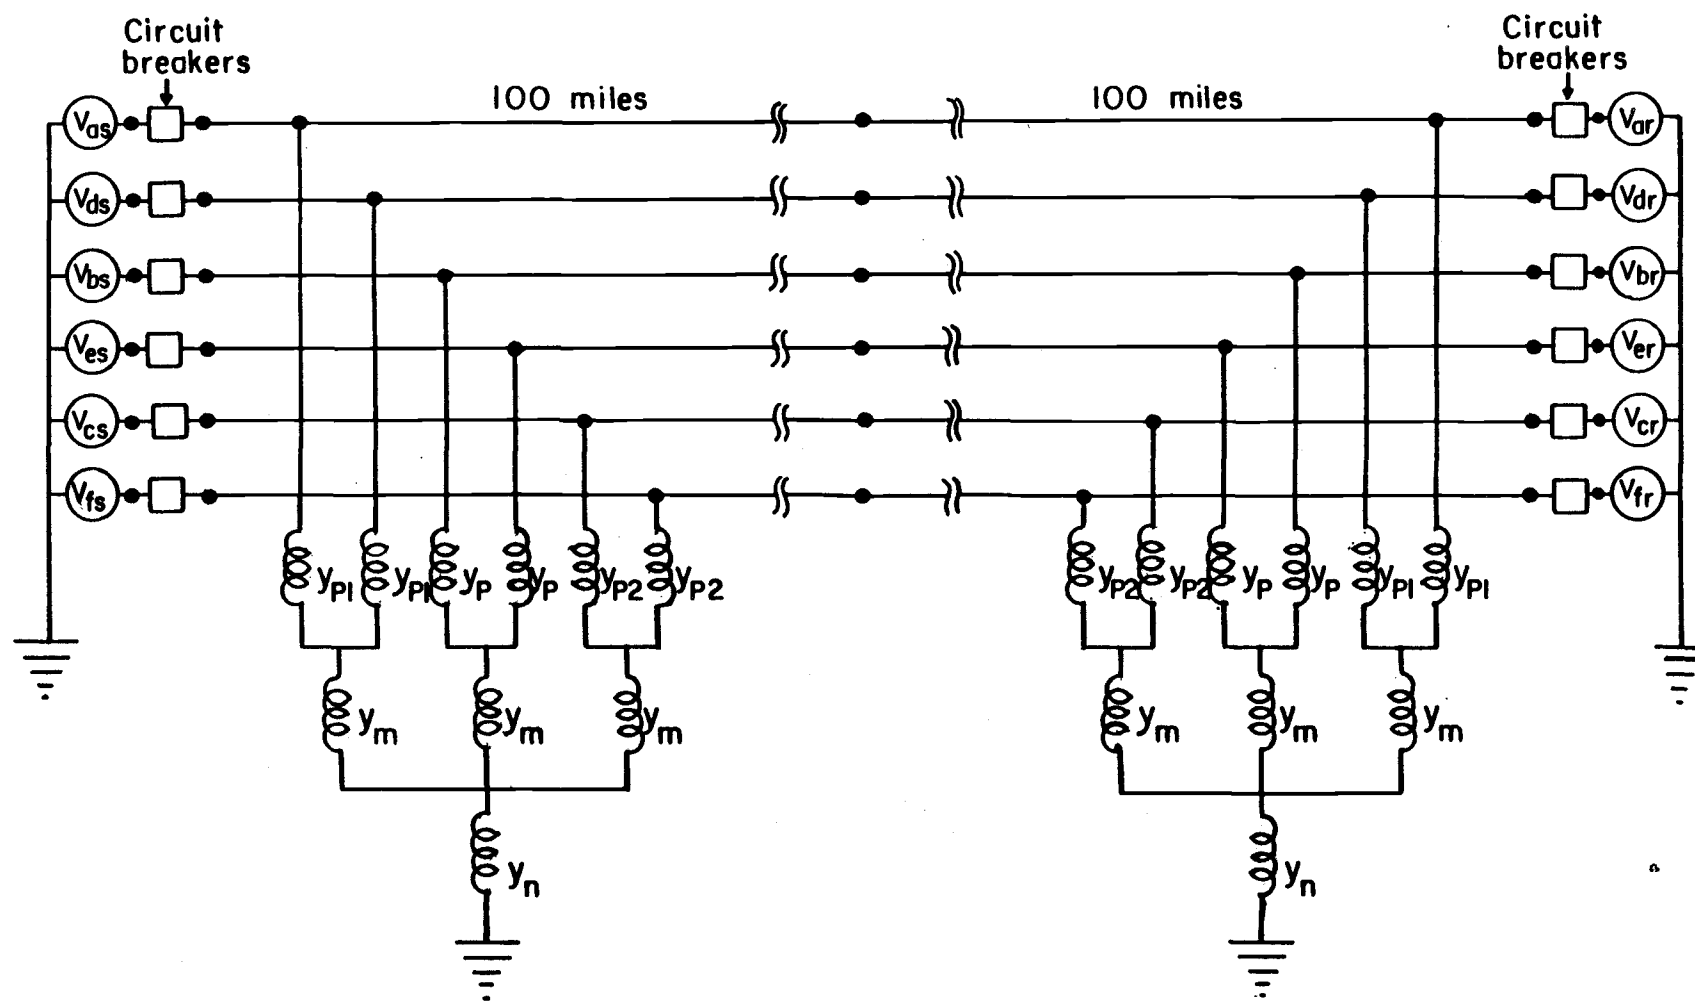 Circuit
breakers
Circuit
breakers
100 miles
100 miles
Vas
Var
Vds
Vdr
Vbs
Vbr
Ves
Ver
Vcs
Vcr
Vfs
Vfr
yP1 yP1 yP yP yP2 yP2
yP2 yP2 yP yP yP1 yP1
ym ym ym
ym ym ym
yn
yn